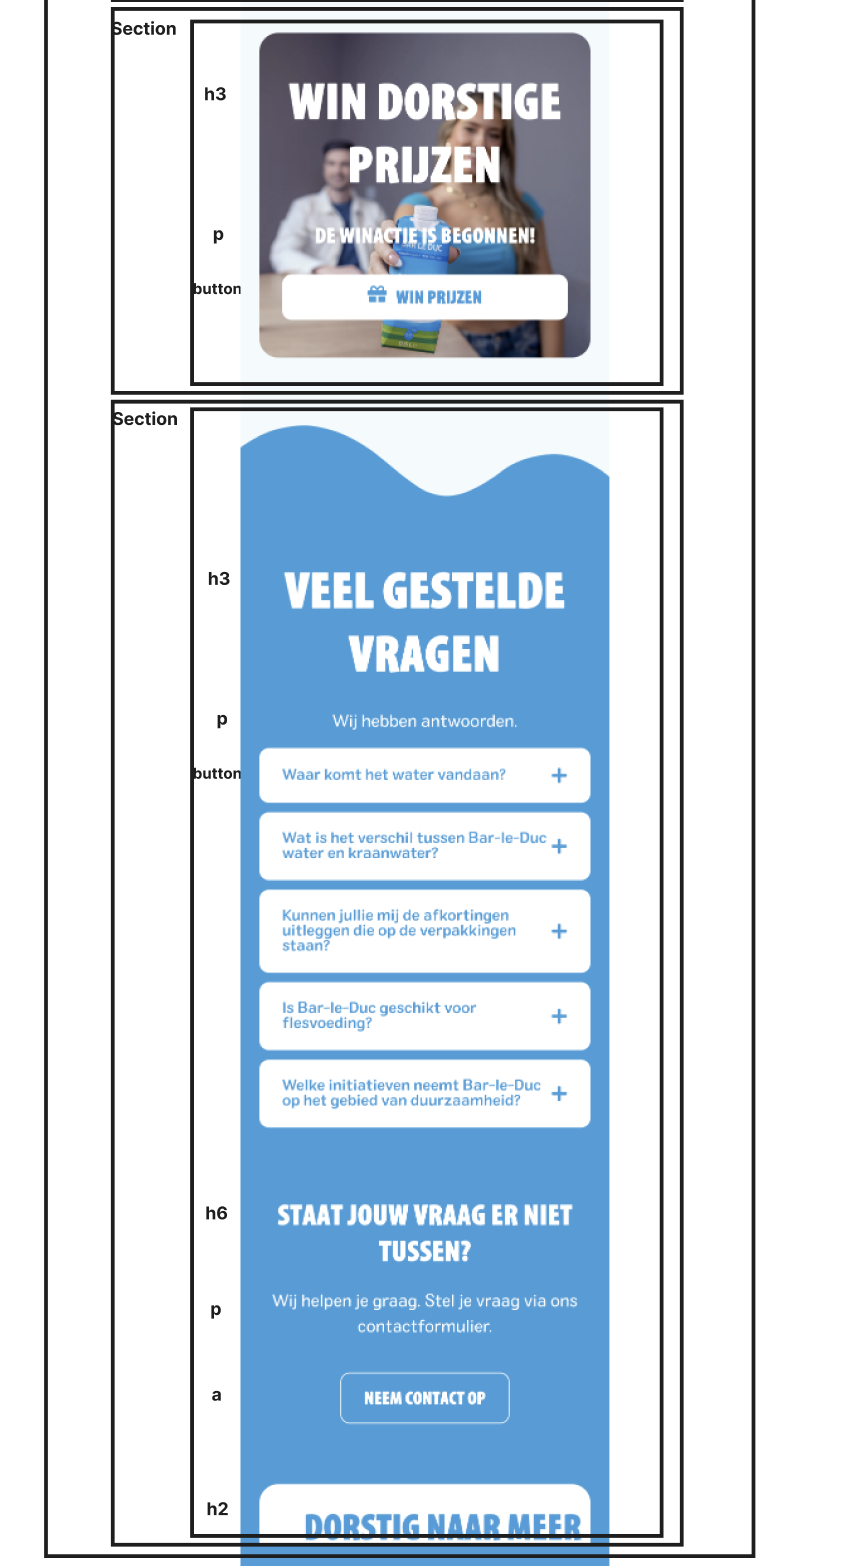 Section
h3
WIN DORSTIGE
PRIJZEN
p
DE WINACTIE IS BEGONNEN!
BAR LE DUC
button
WIN PRIJZEN
Section
h3
VEEL GESTELDE
VRAGEN
p
Wij hebben antwoorden.
button
Waar komt het water vandaan?
Wat is het verschil tussen Bar-le-Duc
water en kraanwater?
Kunnen jullie mij de afkortingen
uitleggen die op de verpakkingen
staan?
Is Bar-le-Duc geschikt voor
flesvoeding?
Welke initiatieven neemt Bar-le-Duc
op het gebied van duurzaamheid?
h6
STAAT JOUW VRAAG ER NIET
TUSSEN?
p
Wij helpen je graag. Stel je vraag via ons
contactformulier.
a
NEEM CONTACT OP
h2
DORSTIG NAAR MEER